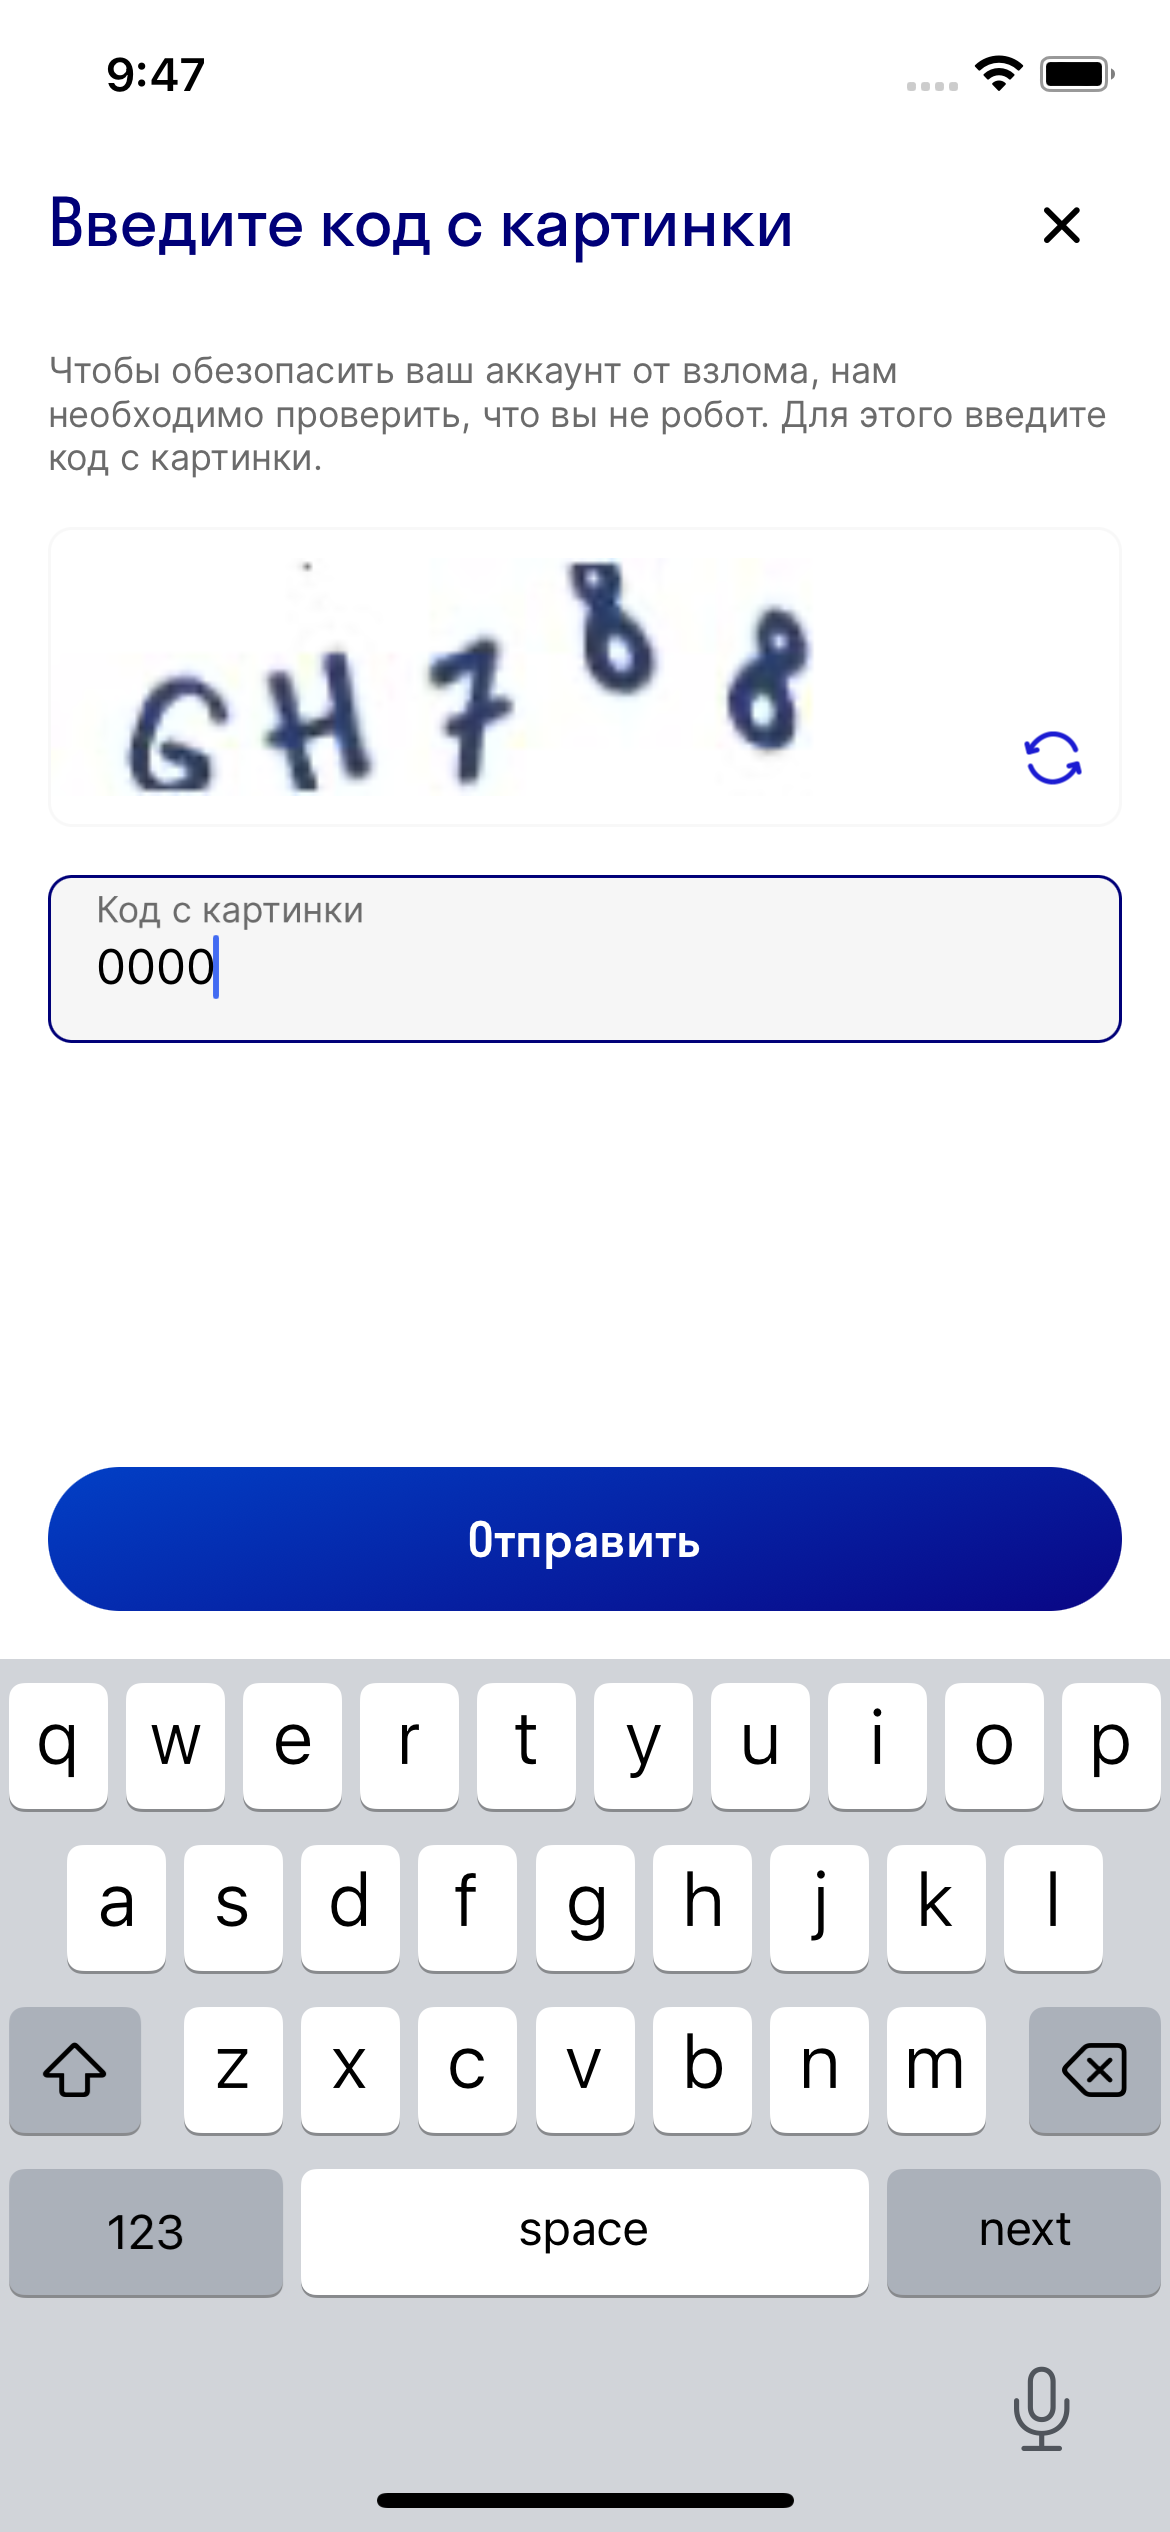 9:47
Введите код с картинки
Чтобы обезопасить ваш аккаунт от взлома, нам
необходимо проверить, что вы не робот. Для этого введите
код с картинки.
GH788
Код с картинки
0000
Отправить
q w e r t y u i o p
a s d f g h j k l
z x c v b n m
123 space next